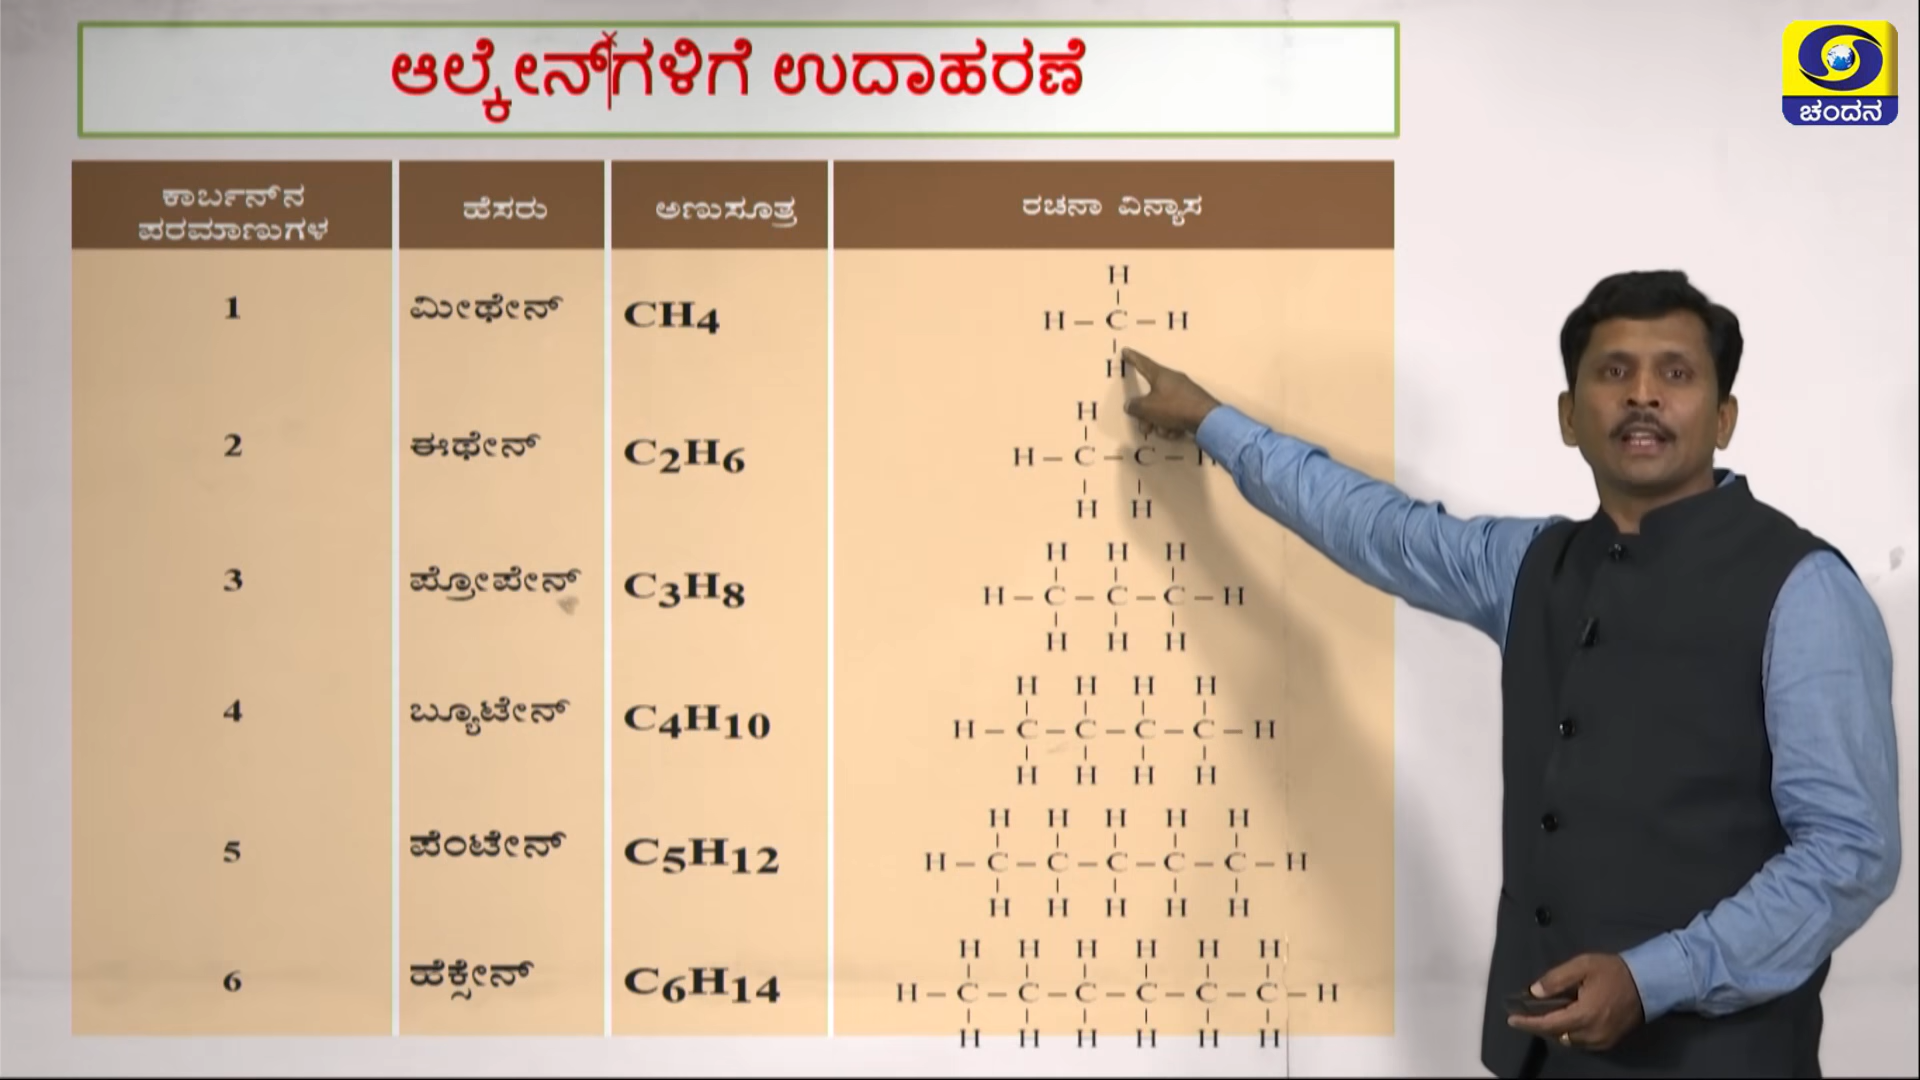 ಆಲ್ಕೇನ್‌ಗಳಿಗೆ ಉದಾಹರಣೆ
ಚಂದನ
ಕಾರ್ಬನ್‌ನ
ಪರಮಾಣುಗಳ
ಹೆಸರು
ಅಣುಸೂತ್ರ
ರಚನಾ ವಿನ್ಯಾಸ
H
1 ಮೀಥೇನ್ CH4 H – C – H
H
H
2 ಈಥೇನ್ C2H6 H – C – C – H
H H
H H H
3 ಪ್ರೋಪೇನ್ C3H8 H – C – C – C – H
H H H
H H H H
4 ಬ್ಯೂಟೇನ್ C4H10 H – C – C – C – C – H
H H H H
H H H H H
5 ಪೆಂಟೇನ್ C5H12 H – C – C – C – C – C – H
H H H H H
H H H H H H
6 ಹೆಕ್ಸೇನ್ C6H14 H – C – C – C – C – C – C – H
H H H H H H